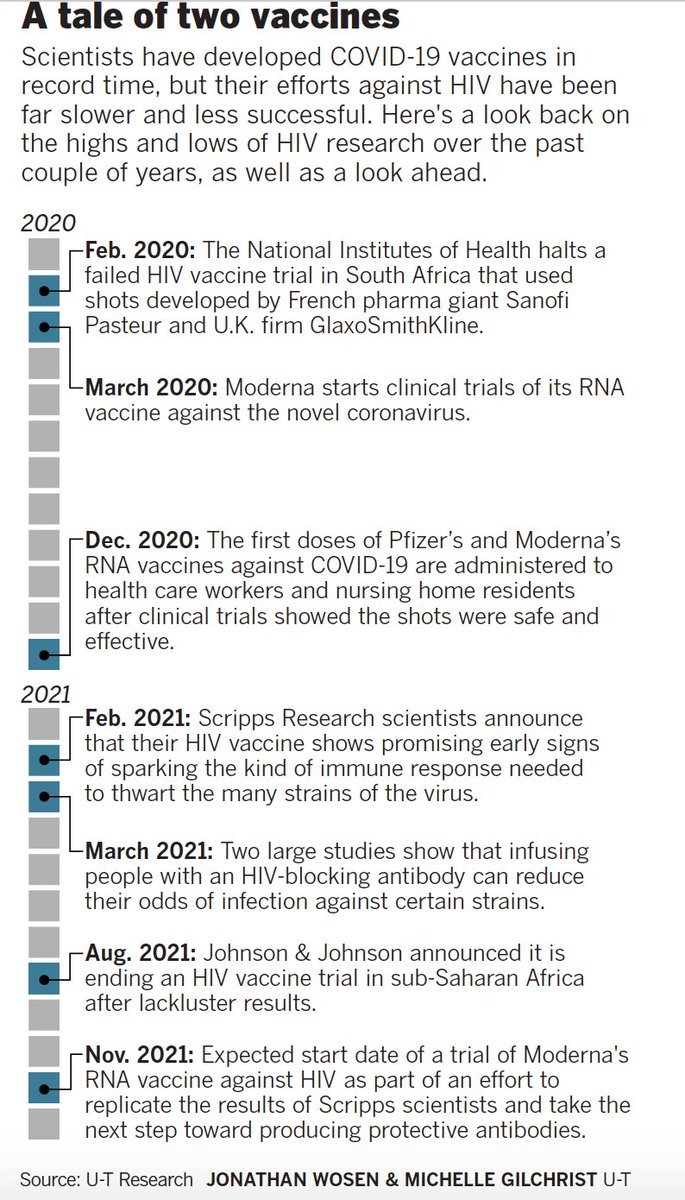 A tale of two vaccines
Scientists have developed COVID-19 vaccines in
record time, but their efforts against HIV have been
far slower and less successful. Here's a look back on
the highs and lows of HIV research over the past
couple of years, as well as a look ahead.
2020
Feb. 2020: The National Institutes of Health halts a
failed HIV vaccine trial in South Africa that used
shots developed by French pharma giant Sanofi
Pasteur and U.K. firm GlaxoSmithKline.
March 2020: Moderna starts clinical trials of its RNA
vaccine against the novel coronavirus.
Dec. 2020: The first doses of Pfizer’s and Moderna’s
RNA vaccines against COVID-19 are administered to
health care workers and nursing home residents
after clinical trials showed the shots were safe and
effective.
2021
Feb. 2021: Scripps Research scientists announce
that their HIV vaccine shows promising early signs
of sparking the kind of immune response needed
to thwart the many strains of the virus.
March 2021: Two large studies show that infusing
people with an HIV-blocking antibody can reduce
their odds of infection against certain strains.
Aug. 2021: Johnson & Johnson announced it is
ending an HIV vaccine trial in sub-Saharan Africa
after lackluster results.
Nov. 2021: Expected start date of a trial of Moderna's
RNA vaccine against HIV as part of an effort to
replicate the results of Scripps scientists and take the
next step toward producing protective antibodies.
Source: U-T Research JONATHAN WOSEN & MICHELLE GILCHRIST U-T